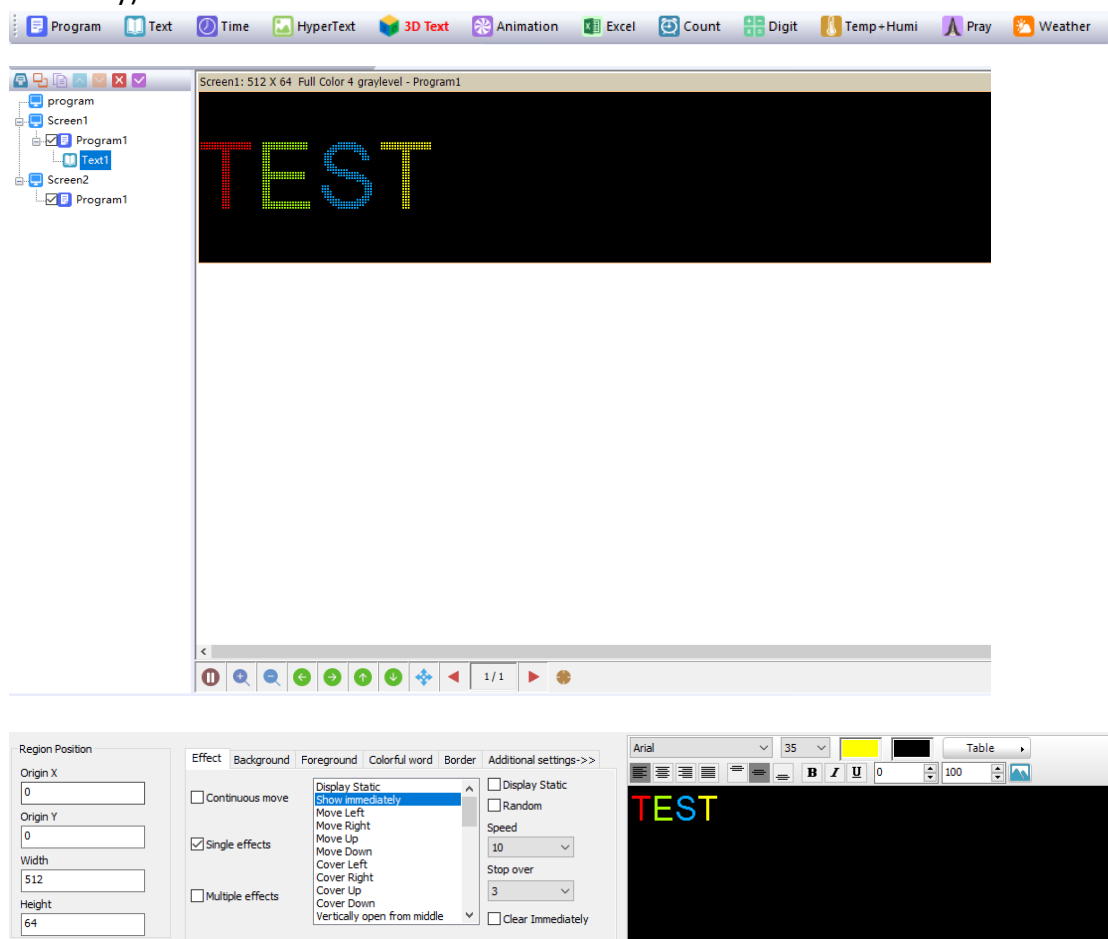 Program Text Time HyperText 3D Text Animation Excel Count Digit Temp+Humi Pray Weather
Screen1: 512 X 64 Full Color 4 graylevel - Program1
program
Screen1
Program1
Text1
Screen2
Program1
TEST
1/1
Region Position
Origin X
0
Origin Y
0
Width
512
Height
64
Effect Background Foreground Colorful word Border Additional settings->>
Continuous move
Single effects
Multiple effects
Display Static
Show immediately
Move Left
Move Right
Move Up
Move Down
Cover Left
Cover Right
Cover Up
Cover Down
Vertically open from middle
Display Static
Random
Speed
10
Stop over
3
Clear Immediately
Arial 35 Table
B I U 0 100
TEST